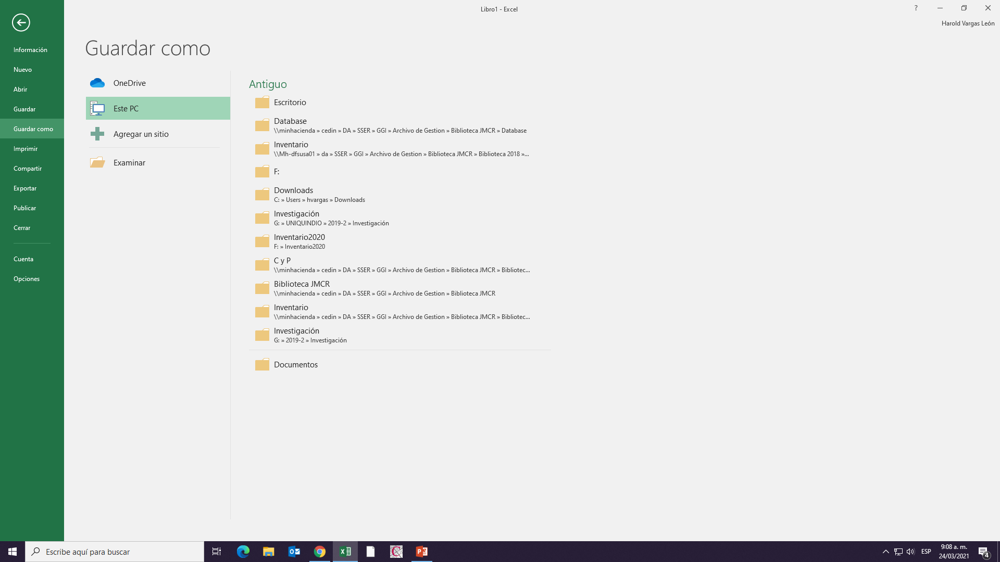 Libro1 - Excel
?
Harold Vargas León
Información
Nuevo
Abrir
Guardar
Guardar como
Imprimir
Compartir
Exportar
Publicar
Cerrar
Cuenta
Opciones
Guardar como
OneDrive
Este PC
Agregar un sitio
Examinar
Antiguo
Escritorio
Database
\\minhacienda » cedin » DA » SSER » GGI » Archivo de Gestion » Biblioteca JMCR » Database
Inventario
\\Mh-dfsusa01 » da » SSER » GGI » Archivo de Gestion » Biblioteca JMCR » Biblioteca 2018 »...
F:
Downloads
C: » Users » hvargas » Downloads
Investigación
G: » UNIQUINDIO » 2019-2 » Investigación
Inventario2020
F: » Inventario2020
C y P
\\minhacienda » cedin » DA » SSER » GGI » Archivo de Gestion » Biblioteca JMCR » Bibliotec...
Biblioteca JMCR
\\minhacienda » cedin » DA » SSER » GGI » Archivo de Gestion » Biblioteca JMCR
Inventario
\\minhacienda » cedin » DA » SSER » GGI » Archivo de Gestion » Biblioteca JMCR » Bibliotec...
Investigación
G: » 2019-2 » Investigación
Documentos
Escribe aquí para buscar
ESP
9:08 a. m.
24/03/2021
4